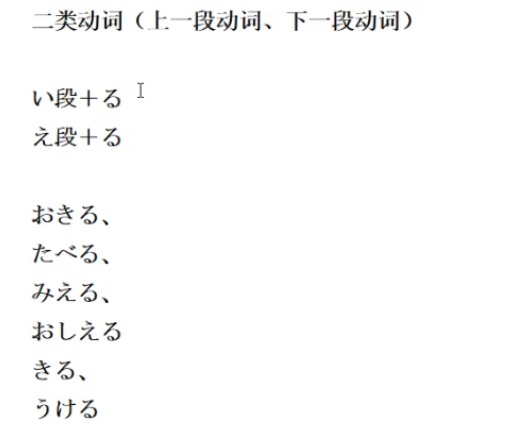 二类动词（上一段动词、下一段动词）
い段＋る
え段＋る
おきる、
たべる、
みえる、
おしえる
きる、
うける